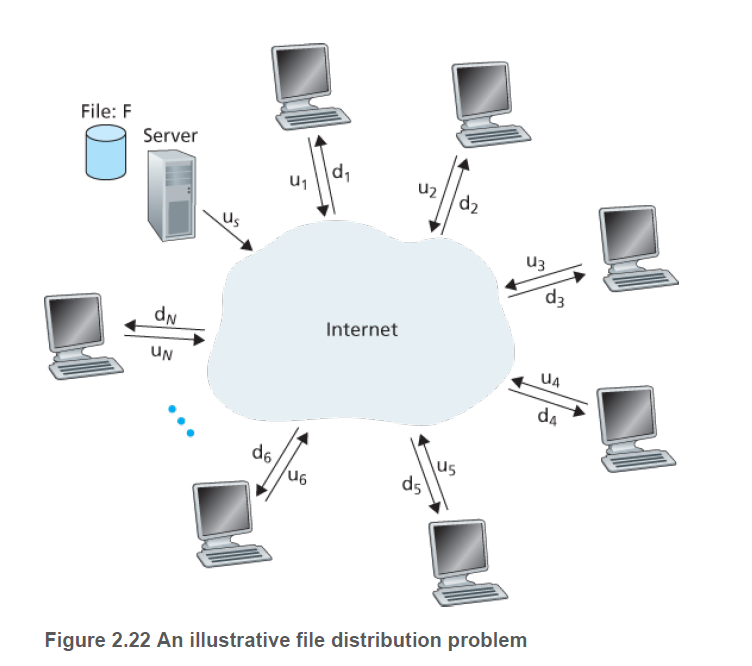 File: F
Server
u1
d1
u2
d2
us
u3
d3
dN
uN
Internet
u4
d4
d6
u6
d5
u5
Figure 2.22 An illustrative file distribution problem